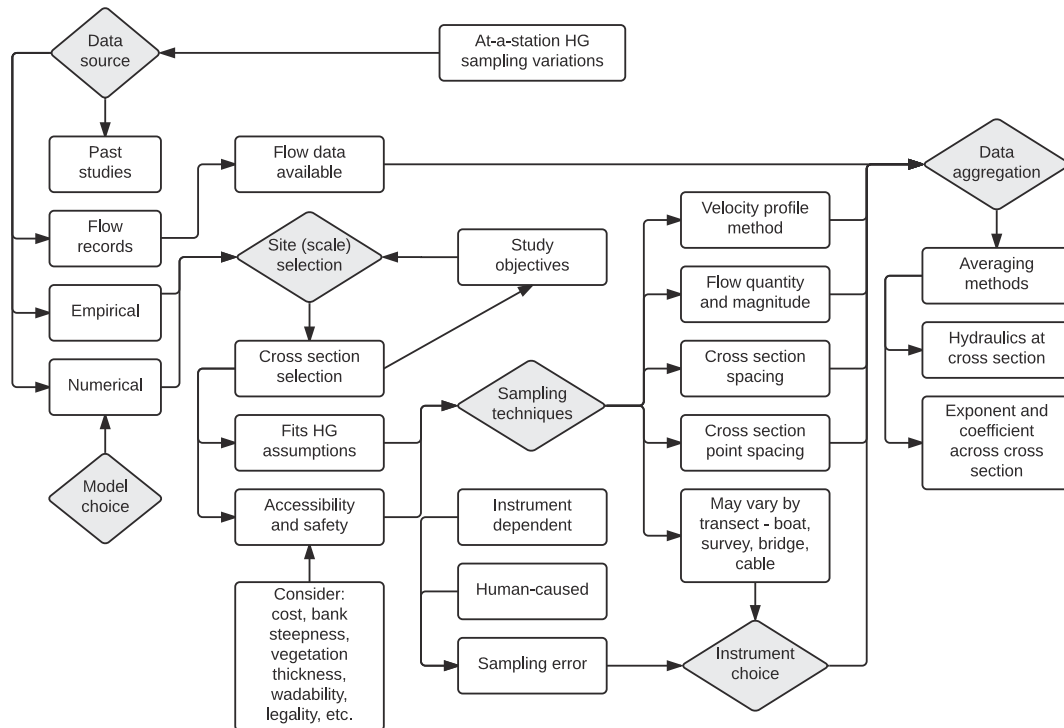 Data
source
At-a-station HG
sampling variations
Past
studies
Flow data
available
Data
aggregation
Flow
records
Site (scale)
selection
Study
objectives
Velocity profile
method
Empirical
Flow quantity
and magnitude
Averaging
methods
Numerical
Cross section
selection
Sampling
techniques
Cross section
spacing
Hydraulics at
cross section
Model
choice
Fits HG
assumptions
Cross section
point spacing
Exponent and
coefficient
across cross
section
Accessibility
and safety
Instrument
dependent
May vary by
transect - boat,
survey, bridge,
cable
Consider:
cost, bank
steepness,
vegetation
thickness,
wadability,
legality, etc.
Human-caused
Sampling error
Instrument
choice